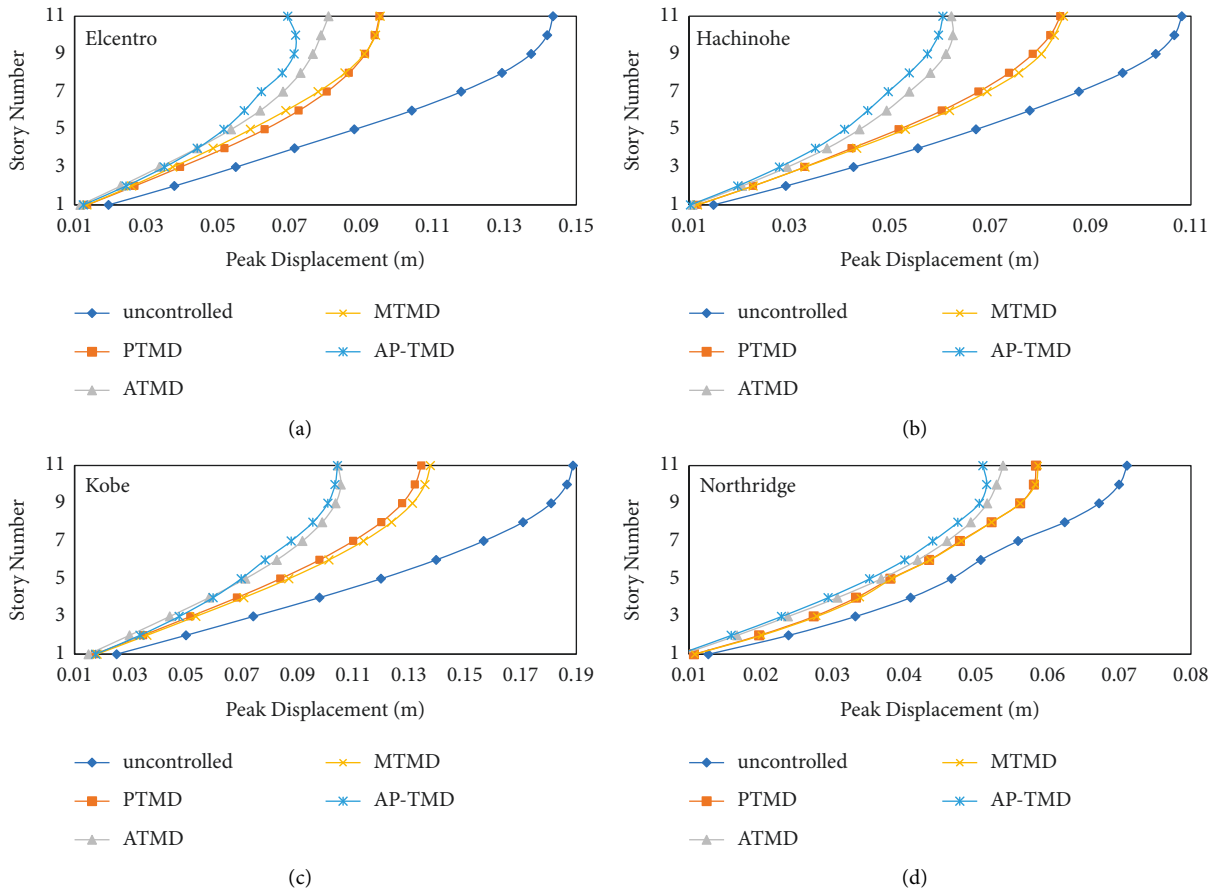 Elcentro
11
9
7
5
3
1
Story Number
0.01 0.03 0.05 0.07 0.09 0.11 0.13 0.15
Peak Displacement (m)
uncontrolled
PTMD
ATMD
MTMD
AP-TMD
(a)
Hachinohe
11
9
7
5
3
1
Story Number
0.01 0.03 0.05 0.07 0.09 0.11
Peak Displacement (m)
uncontrolled
PTMD
ATMD
MTMD
AP-TMD
(b)
Kobe
11
9
7
5
3
1
Story Number
0.01 0.03 0.05 0.07 0.09 0.11 0.13 0.15 0.17 0.19
Peak Displacement (m)
uncontrolled
PTMD
ATMD
MTMD
AP-TMD
(c)
Northridge
11
9
7
5
3
1
Story Number
0.01 0.02 0.03 0.04 0.05 0.06 0.07 0.08
Peak Displacement (m)
uncontrolled
PTMD
ATMD
MTMD
AP-TMD
(d)